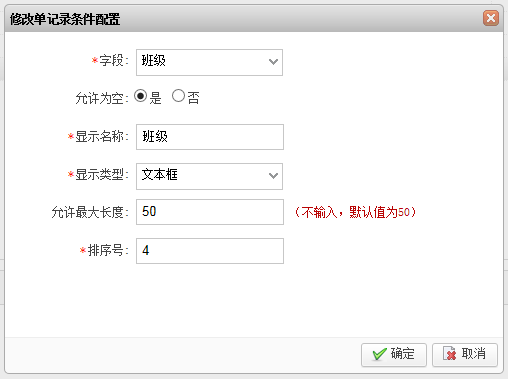 修改单记录条件配置
*字段: 班级
允许为空: 是 否
*显示名称: 班级
*显示类型: 文本框
允许最大长度: 50 (不输入，默认值为50)
*排序号: 4
确定 取消